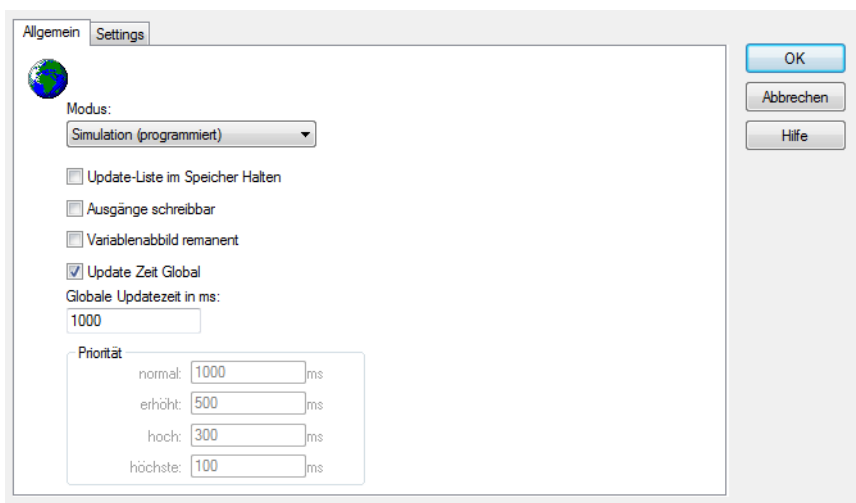 Allgemein
Settings
OK
Abbrechen
Hilfe
Modus:
Simulation (programmiert)
Update-Liste im Speicher Halten
Ausgänge schreibbar
Variablenabbild remanent
Update Zeit Global
Globale Updatezeit in ms:
1000
Priorität
normal: 1000 ms
erhöht: 500 ms
hoch: 300 ms
höchste: 100 ms